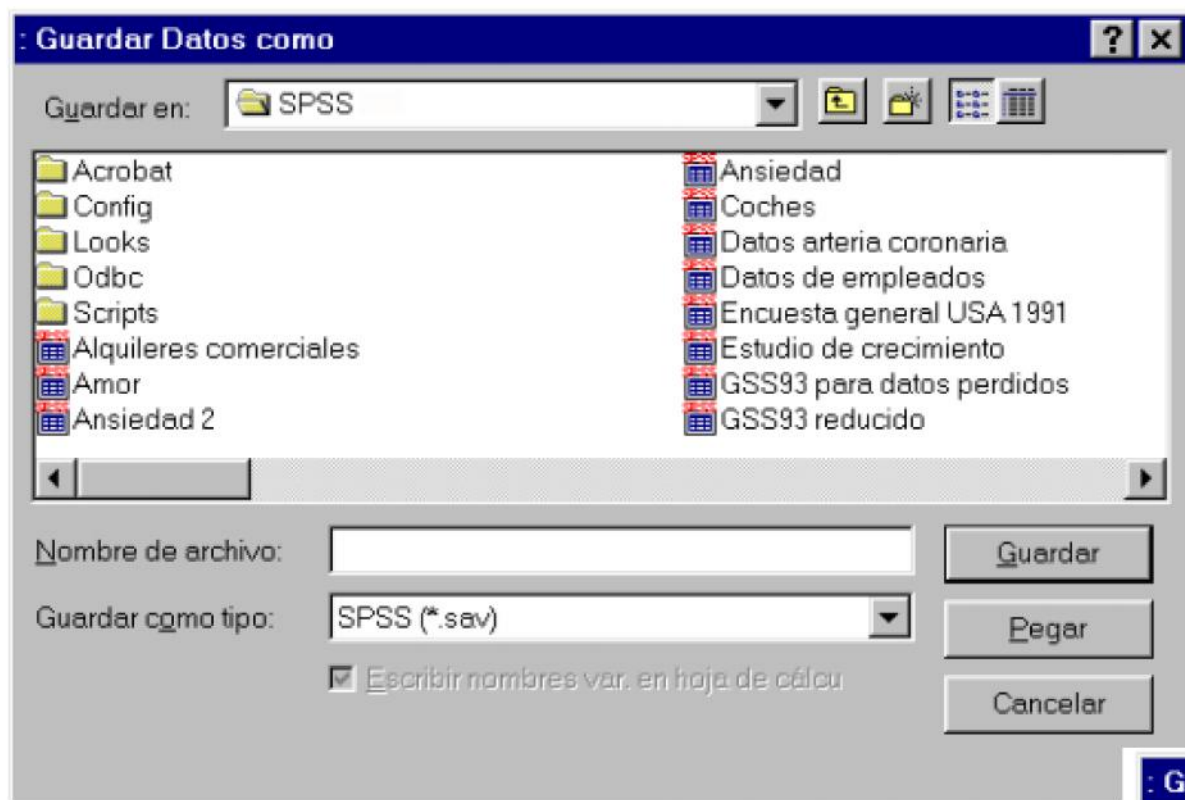 : Guardar Datos como
Guardar en: SPSS
Acrobat
Config
Looks
Odbc
Scripts
Alquileres comerciales
Amor
Ansiedad 2
Ansiedad
Coches
Datos arteria coronaria
Datos de empleados
Encuesta general USA 1991
Estudio de crecimiento
GSS93 para datos perdidos
GSS93 reducido
Nombre de archivo:
Guardar
Guardar como tipo: SPSS (*.sav)
Pegar
Escribir nombres var. en hoja de cálcu
Cancelar
: G